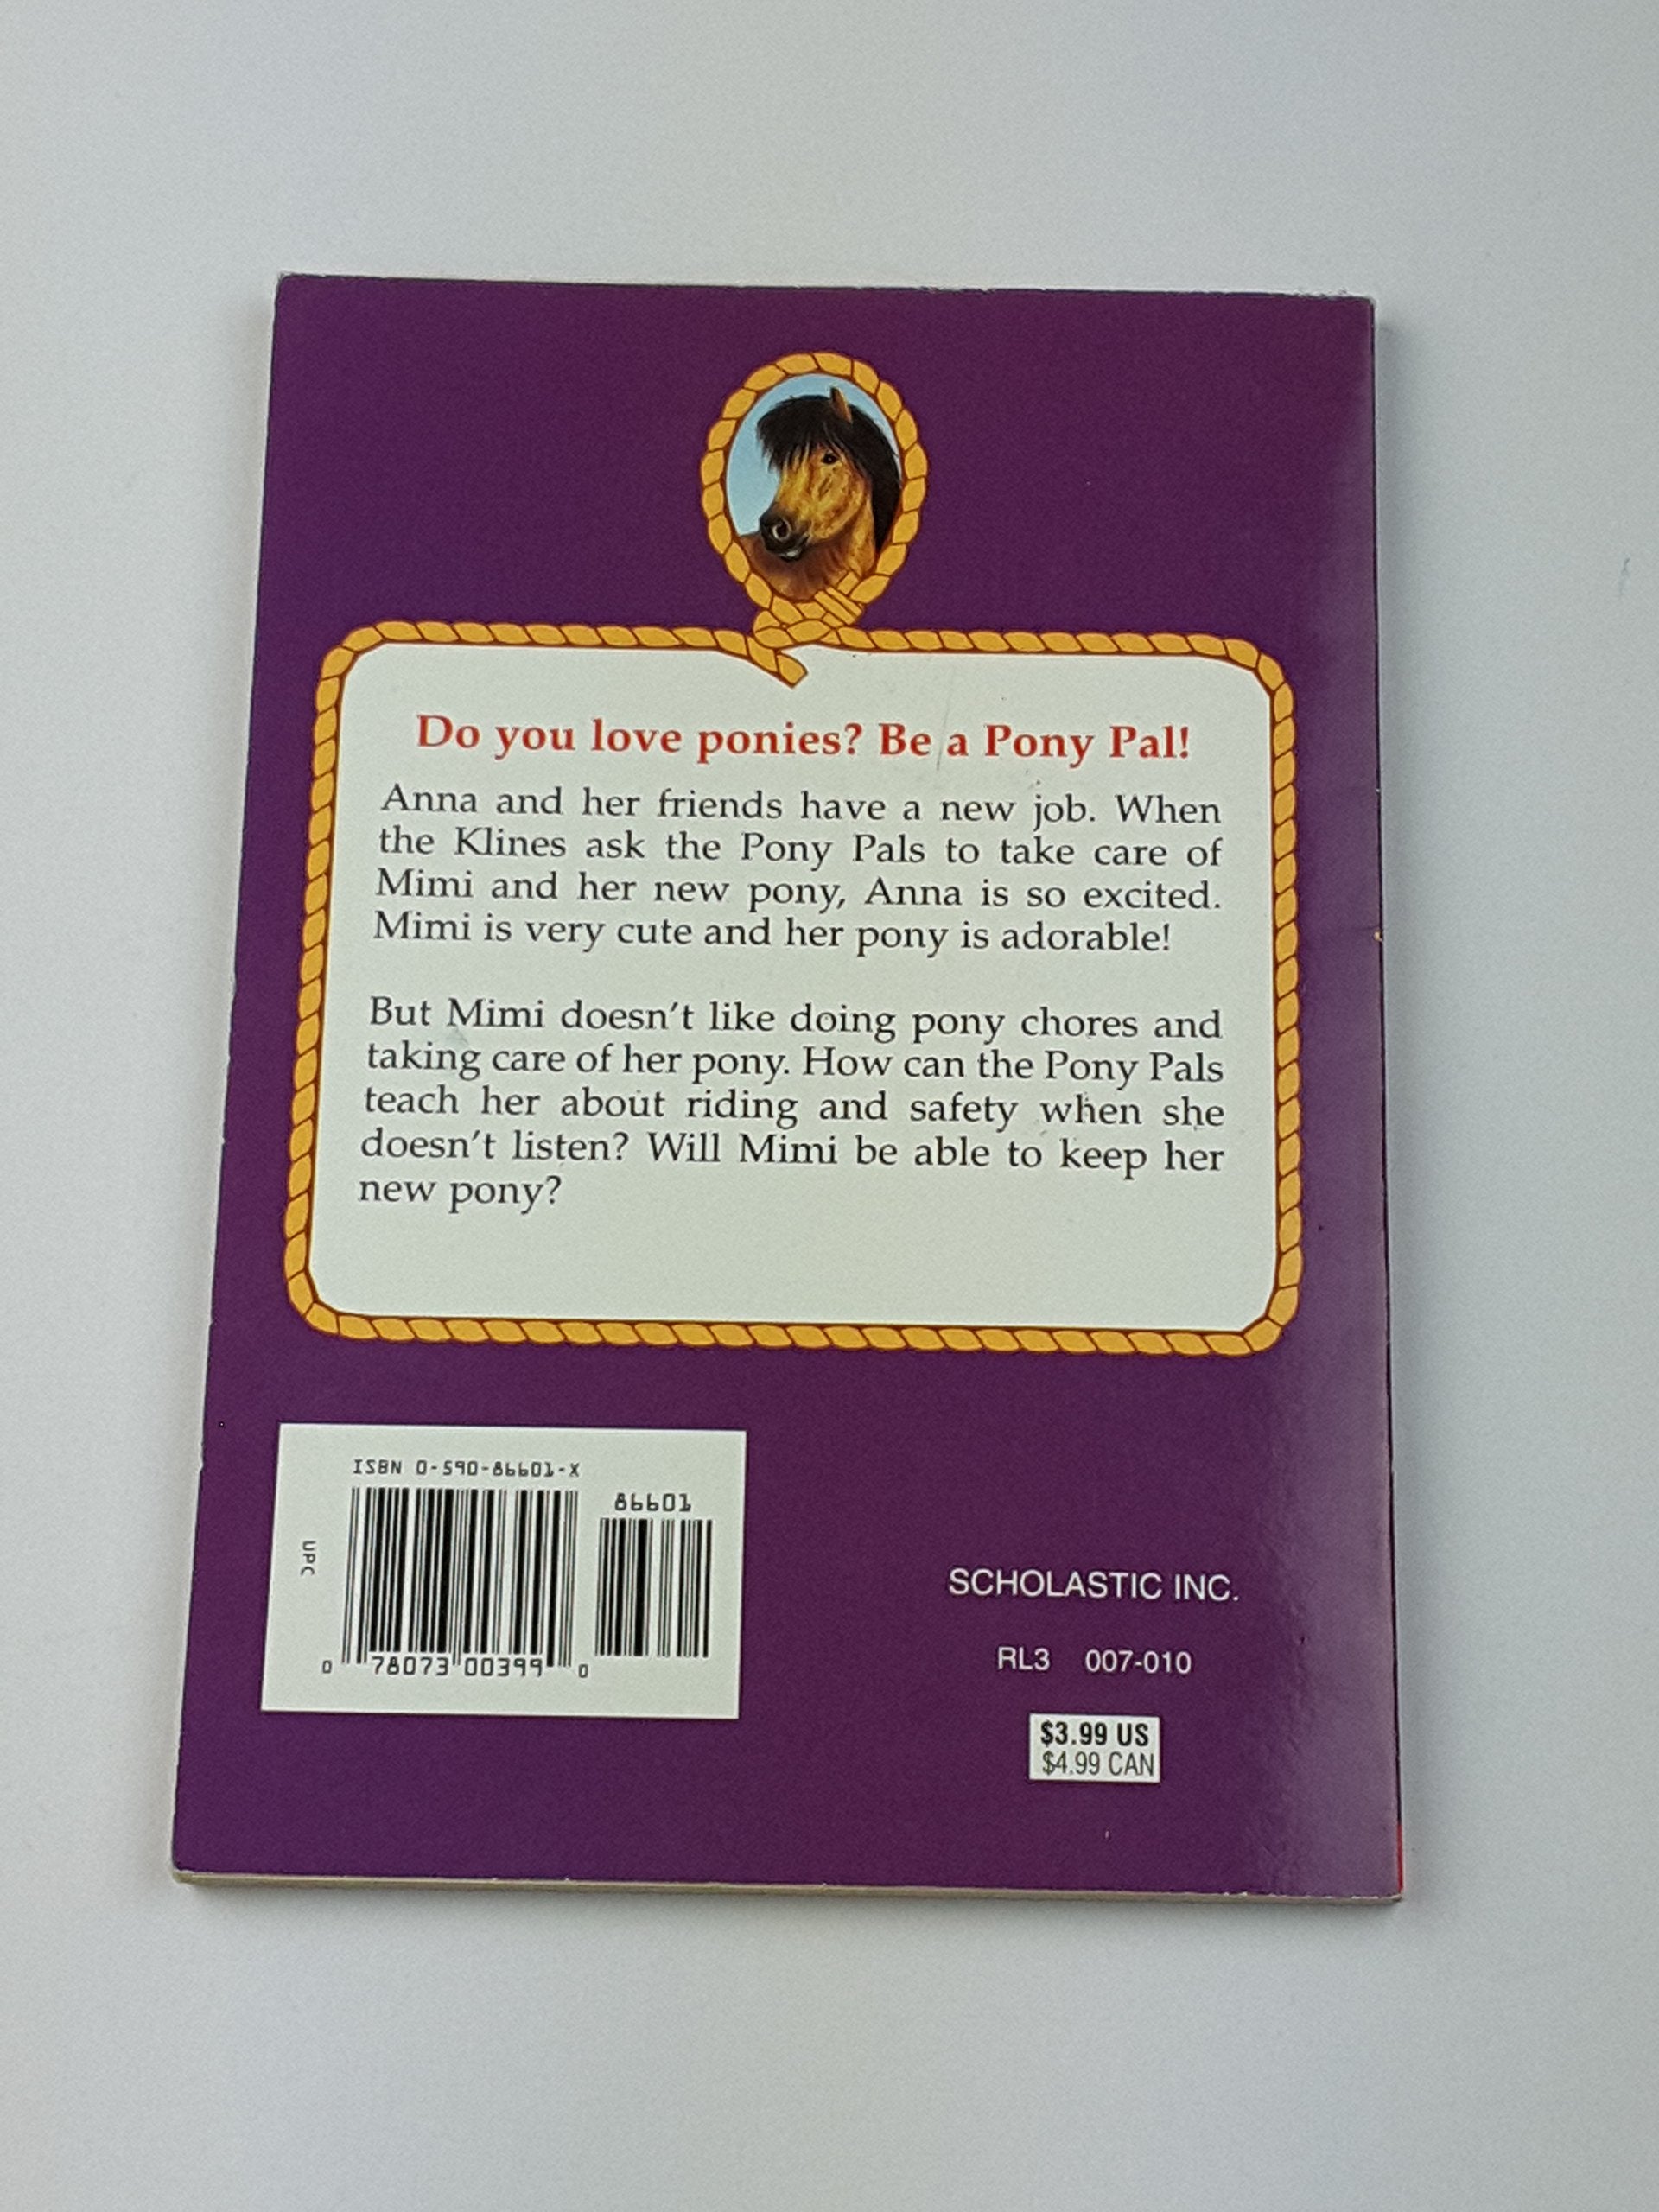 Do you love ponies? Be a Pony Pal!
Anna and her friends have a new job. When
the Klines ask the Pony Pals to take care of
Mimi and her new pony, Anna is so excited.
Mimi is very cute and her pony is adorable!
But Mimi doesn't like doing pony chores and
taking care of her pony. How can the Pony Pals
teach her about riding and safety when she
doesn't listen? Will Mimi be able to keep her
new pony?
ISBN 0-590-86601-X
86601
UPC
0 78073 00399 0
SCHOLASTIC INC.
RL3 007-010
$3.99 US
$4.99 CAN